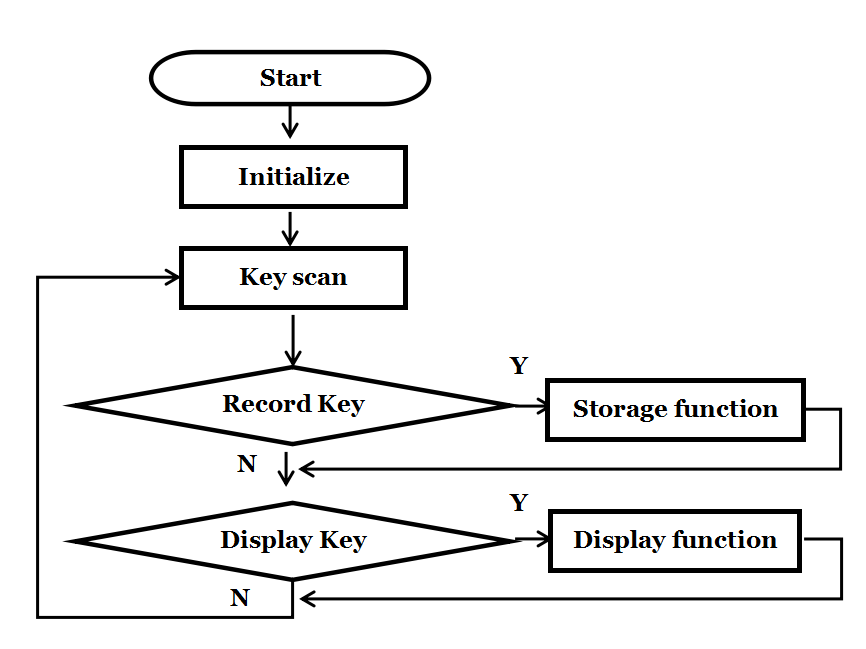 Start
Initialize
Key scan
Y
Record Key
Storage function
N
Y
Display Key
Display function
N